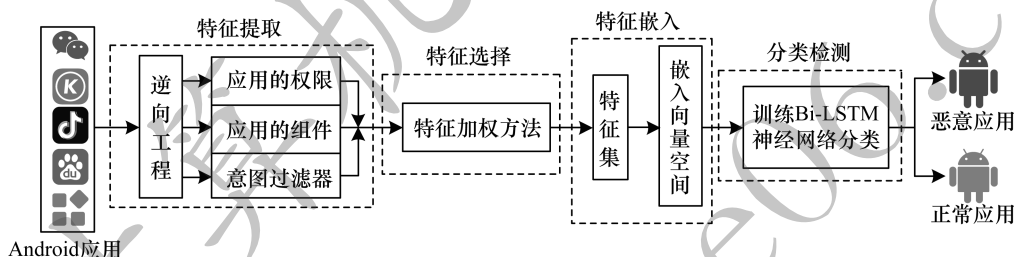 特征提取
特征选择
特征嵌入
分类检测
逆向工程
应用的权限
应用的组件
意图过滤器
特征加权方法
特征集
嵌入向量空间
训练Bi-LSTM
神经网络分类
恶意应用
正常应用
du
Android应用